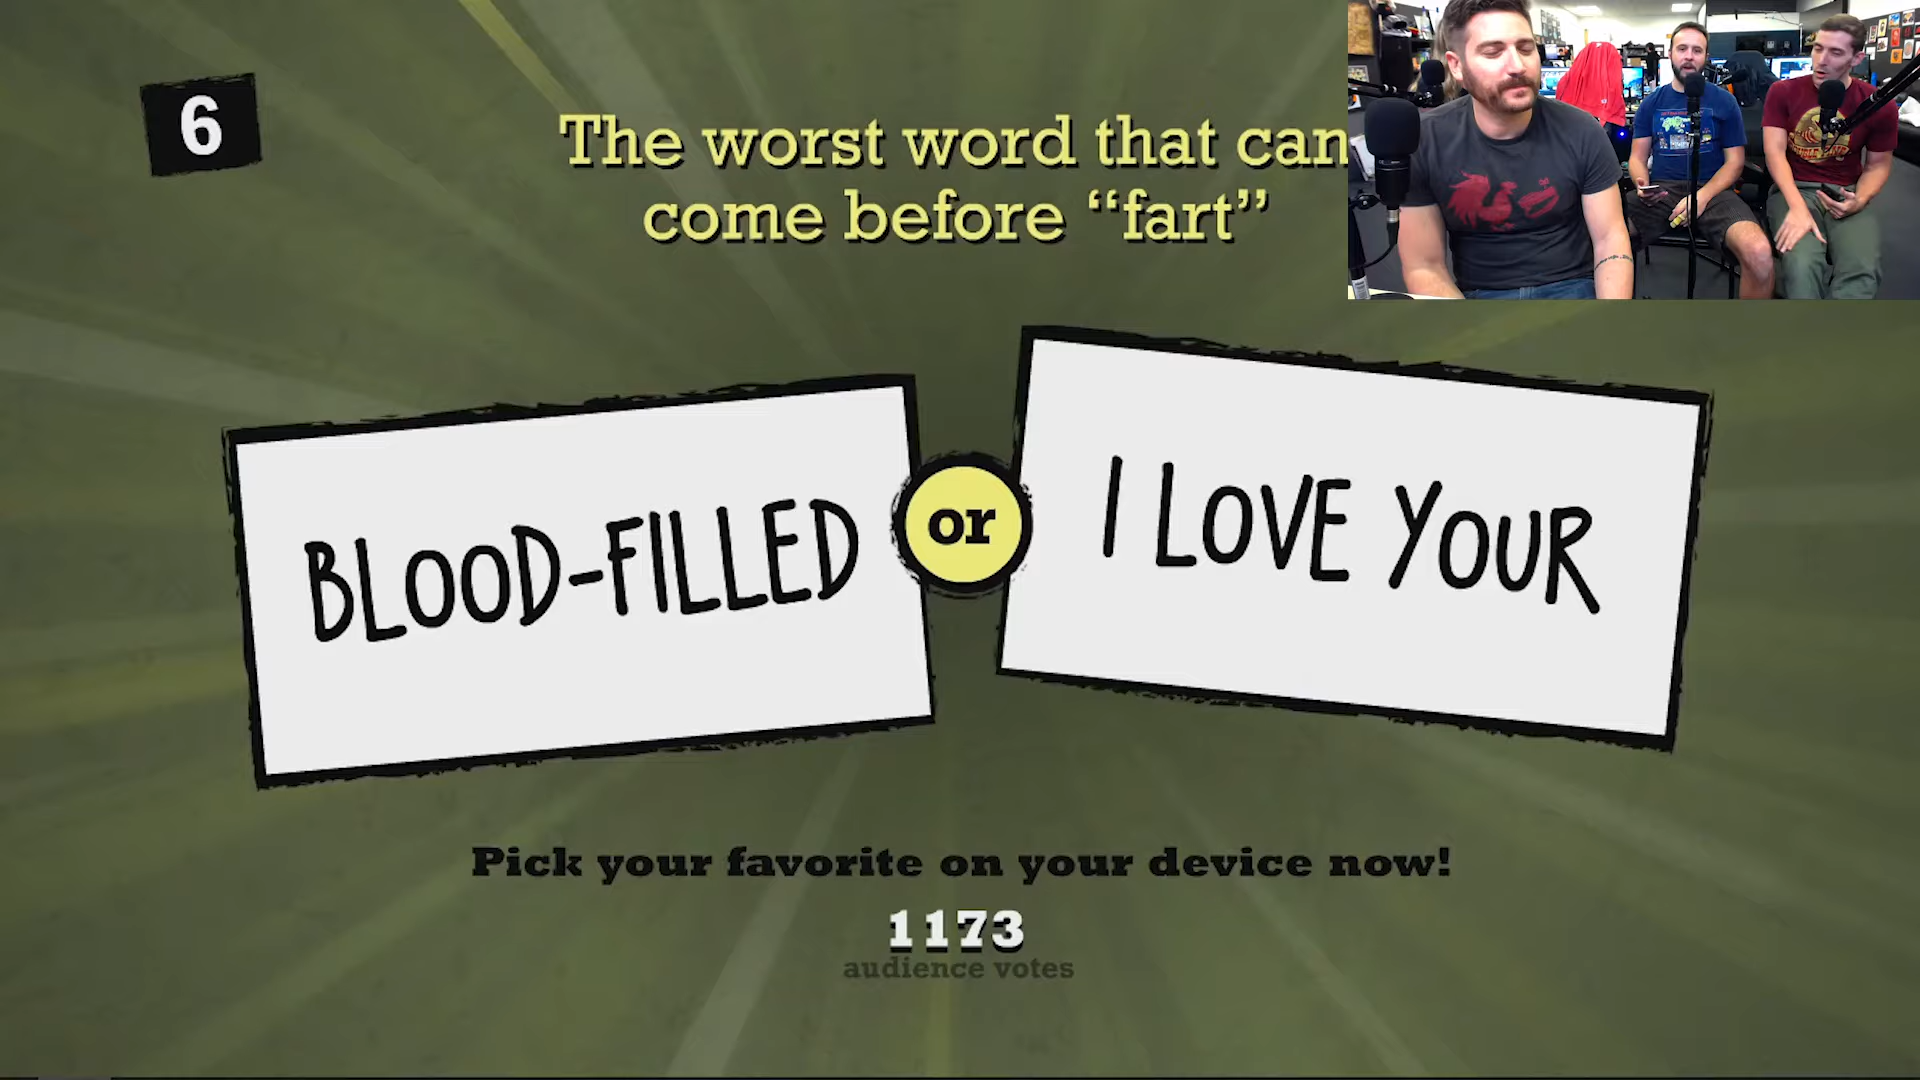 6
The worst word that can
come before “fart”
BLOOD-FILLED
or
I LOVE YOUR
Pick your favorite on your device now!
1173
audience votes